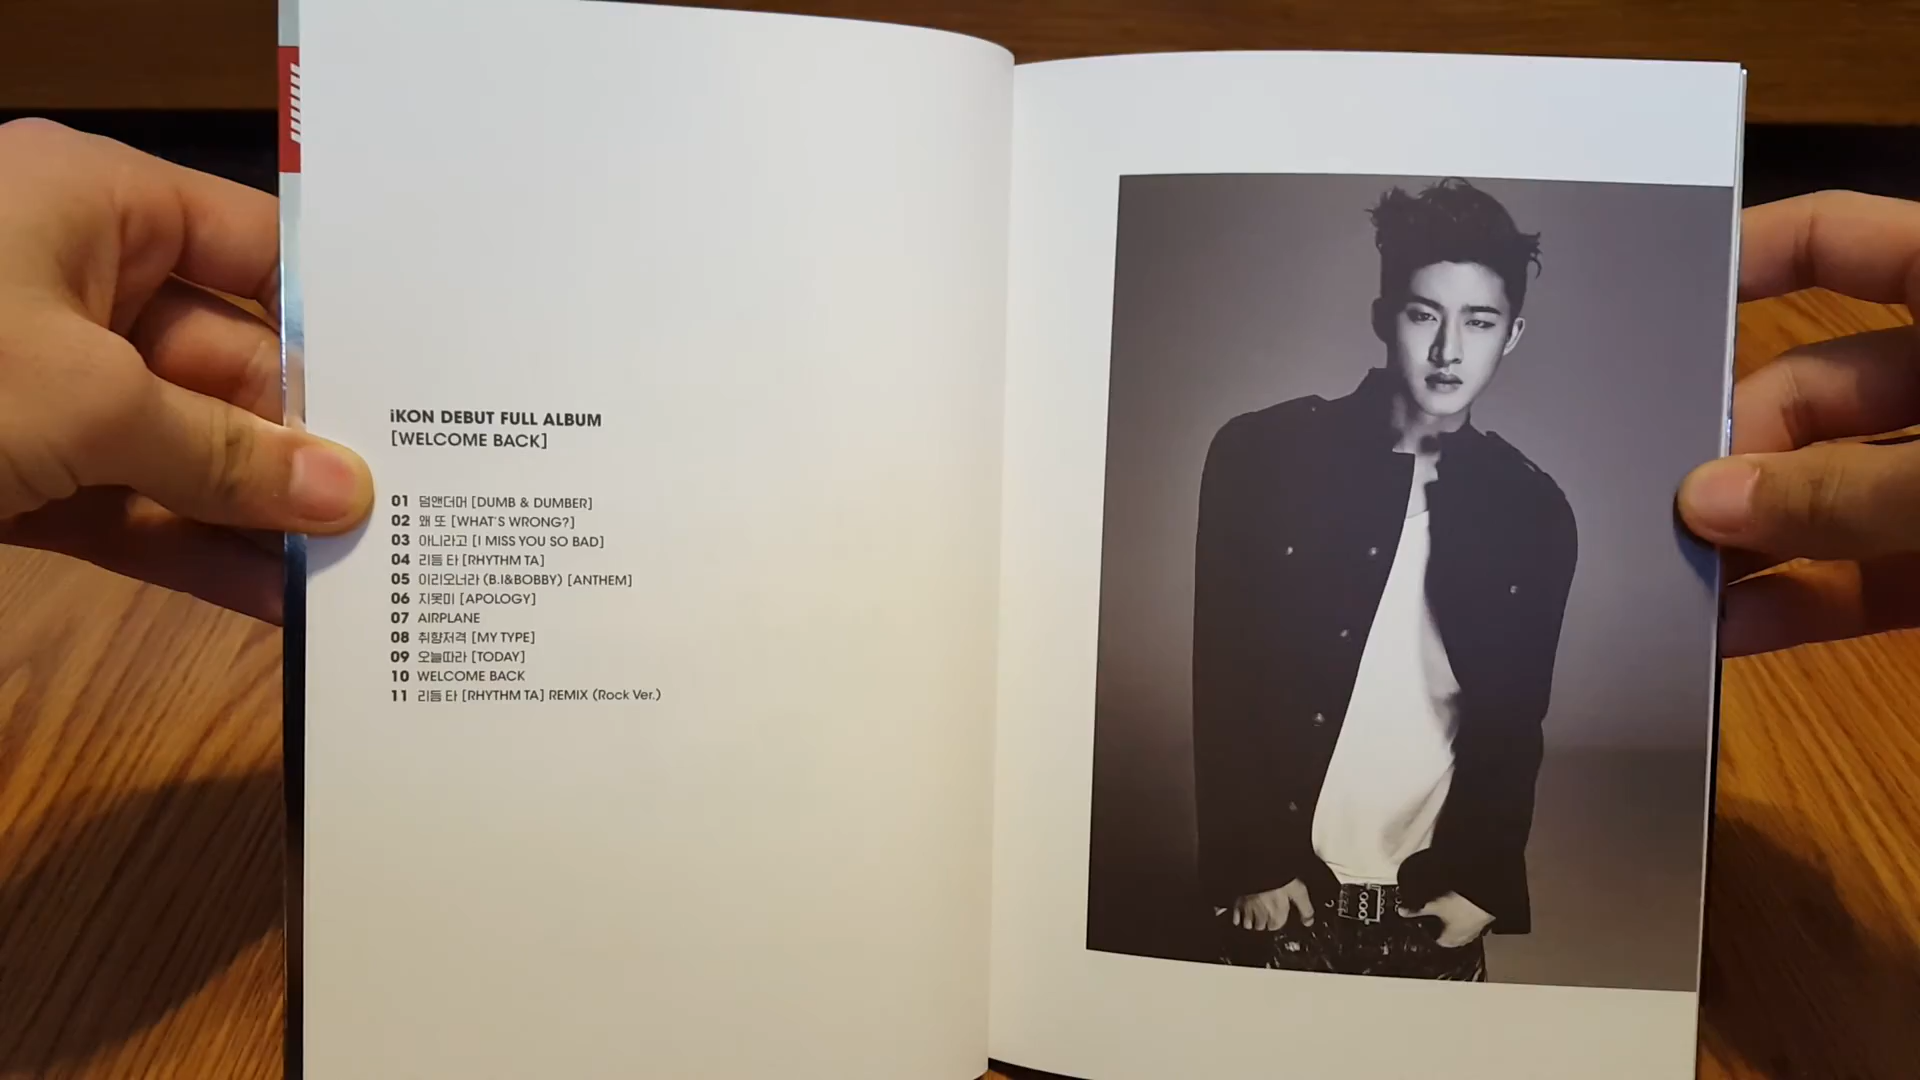 iKON DEBUT FULL ALBUM
[WELCOME BACK]
01 덤앤더머 [DUMB & DUMBER]
02 왜 또 [WHAT'S WRONG?]
03 아니라고 [I MISS YOU SO BAD]
04 리듬 타 [RHYTHM TA]
05 이리오너라 (B.I&BOBBY) [ANTHEM]
06 지못미 [APOLOGY]
07 AIRPLANE
08 취향저격 [MY TYPE]
09 오늘따라 [TODAY]
10 WELCOME BACK
11 리듬 타 [RHYTHM TA] REMIX (Rock Ver.)